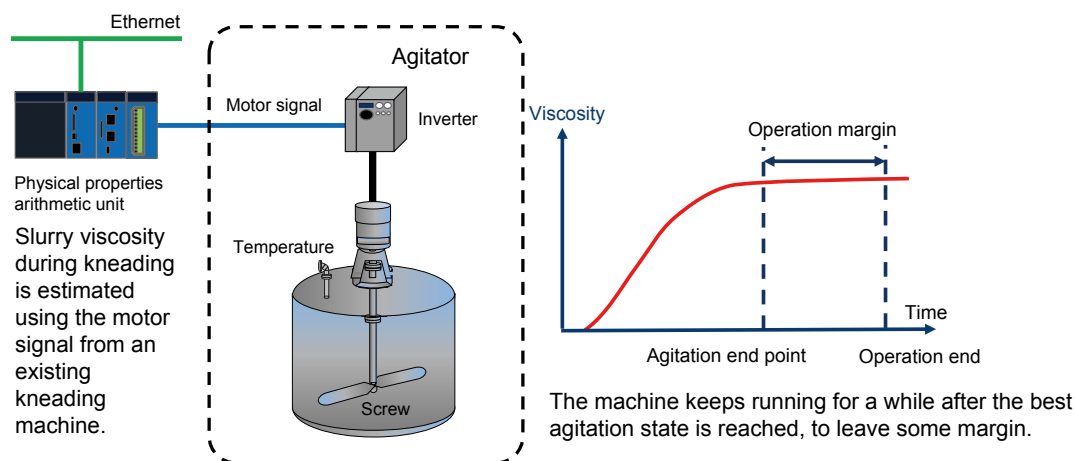 Ethernet
Agitator
Motor signal
Inverter
Physical properties
arithmetic unit
Slurry viscosity
during kneading
is estimated
using the motor
signal from an
existing
kneading
machine.
Temperature
Screw
Viscosity
Operation margin
Time
Agitation end point
Operation end
The machine keeps running for a while after the best
agitation state is reached, to leave some margin.